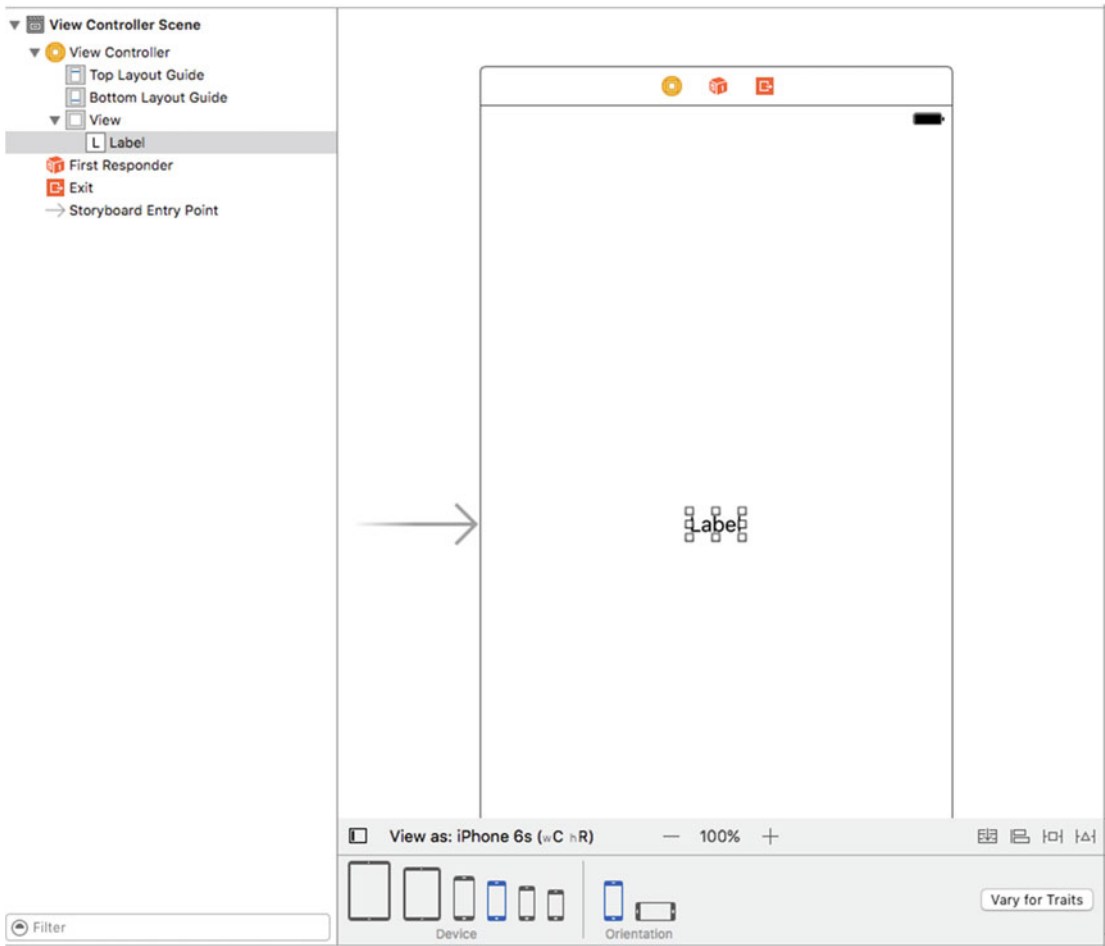 View Controller Scene
View Controller
Top Layout Guide
Bottom Layout Guide
View
L Label
First Responder
Exit
Storyboard Entry Point
Filter
Label
View as: iPhone 6s (wC hR)
100%
Device
Orientation
Vary for Traits